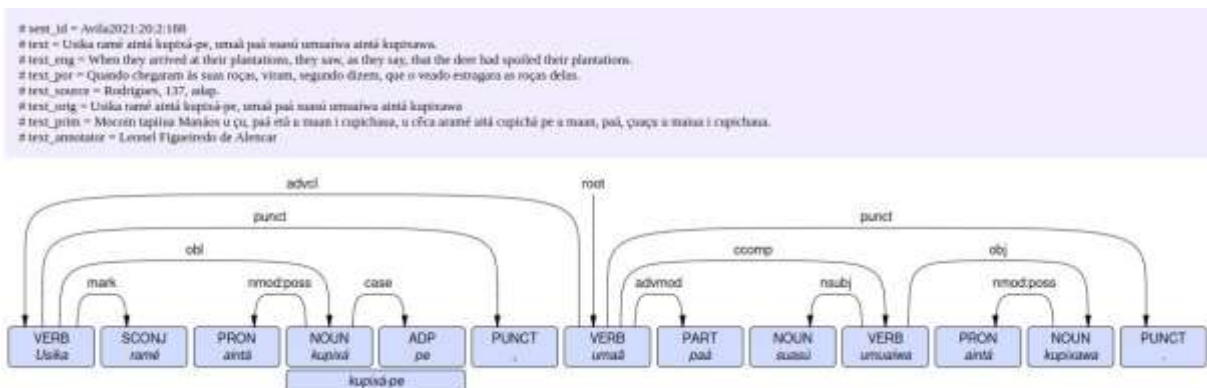 # sent_id = Avila2021:20:2:188
# text = Usika ramé aintá kupixá-pe, umaã paá suasú umuaíwa aintá kupixawa.
# text_eng = When they arrived at their plantations, they saw, as they say, that the deer had spoiled their plantations.
# text_por = Quando chegaram às suas roças, viram, segundo dizem, que o veado estragara as roças delas.
# text_source = Rodrigues, 137, adap.
# text_orig = Usika ramé aintá kupixá-pe, umaã paá suasú umuaíwa aintá kupixawa
# text_prim = Mocoin tapiiua Manáos u çu, paá etá u maan i cupichaua, u cêca aramé aitá cupichá pe u maan, paá, çuaçu u maiua i cupichaua.
# text_annotator = Leonel Figueiredo de Alencar
advcl root
punct punct
obl ccomp obj
mark nmod:poss case advmod nsubj nmod:poss
VERB SCONJ PRON NOUN ADP PUNCT VERB PART NOUN VERB PRON NOUN PUNCT
Usika ramé aintá kupixá pe , umaã paá suasú umuaíwa aintá kupixawa .
kupixá-pe